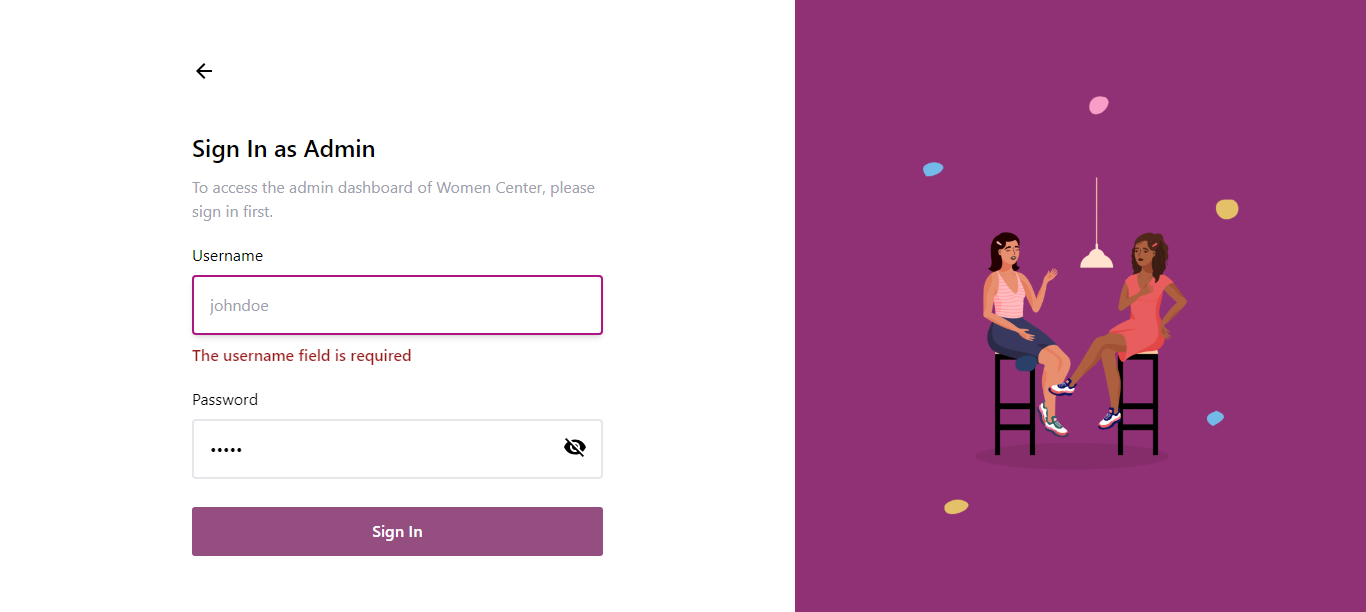 Sign In as Admin
To access the admin dashboard of Women Center, please
sign in first.
Username
johndoe
The username field is required
Password
•••••
Sign In